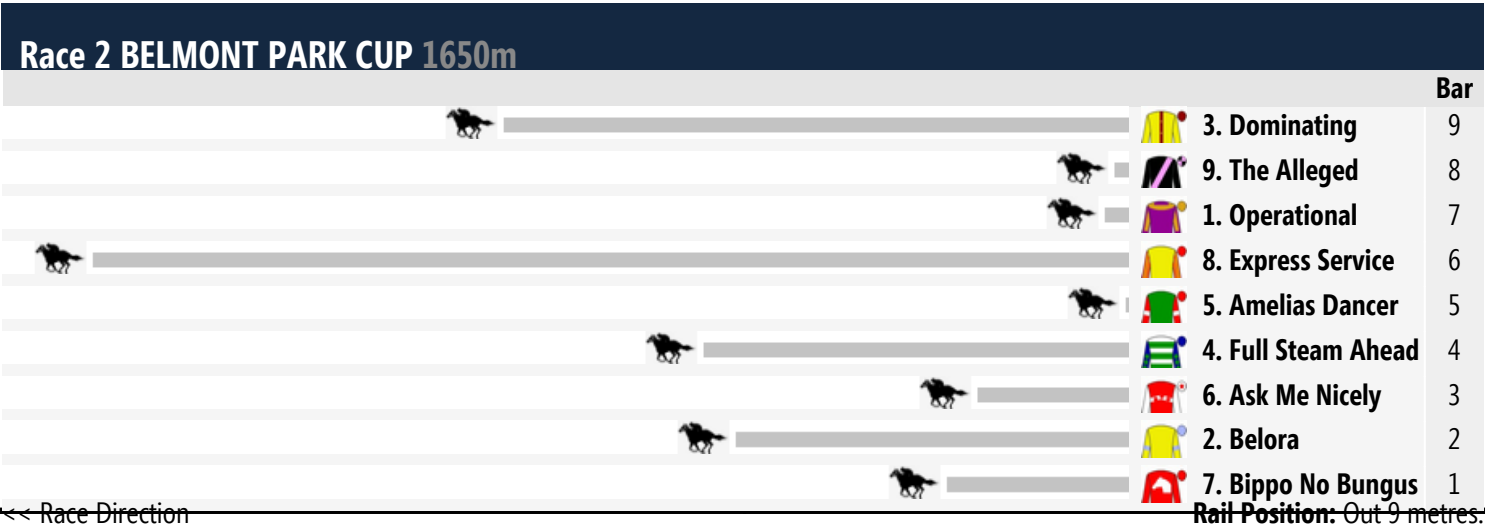 Race 2 BELMONT PARK CUP 1650m
Bar
3. Dominating 9
9. The Alleged 8
1. Operational 7
8. Express Service 6
5. Amelias Dancer 5
4. Full Steam Ahead 4
6. Ask Me Nicely 3
2. Belora 2
7. Bippo No Bungus 1
<< Race Direction Rail Position: Out 9 metres.